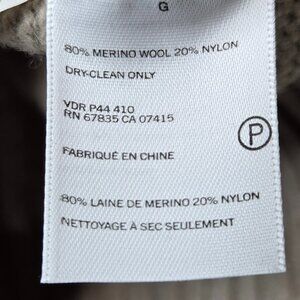 G
80% MERINO WOOL 20% NYLON
DRY-CLEAN ONLY
VDR P44 410
RN 67835 CA 07415
P
FABRIQUÉ EN CHINE
80% LAINE DE MERINO 20% NYLON
NETTOYAGE À SEC SEULEMENT